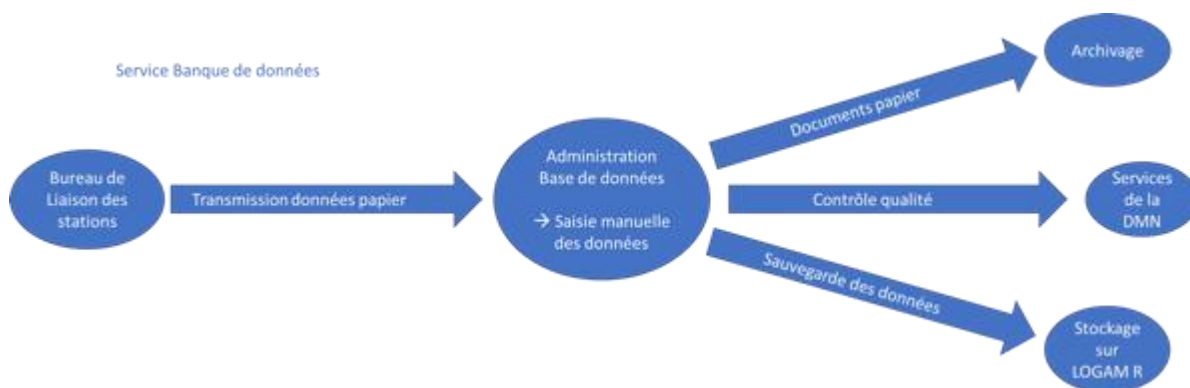 Service Banque de données
Bureau de
Liaison des
stations
Transmission données papier
Administration
Base de données
→ Saisie manuelle
des données
Documents papier
Archivage
Contrôle qualité
Services
de la
DMN
Sauvegarde des données
Stockage
sur
LOGAM R